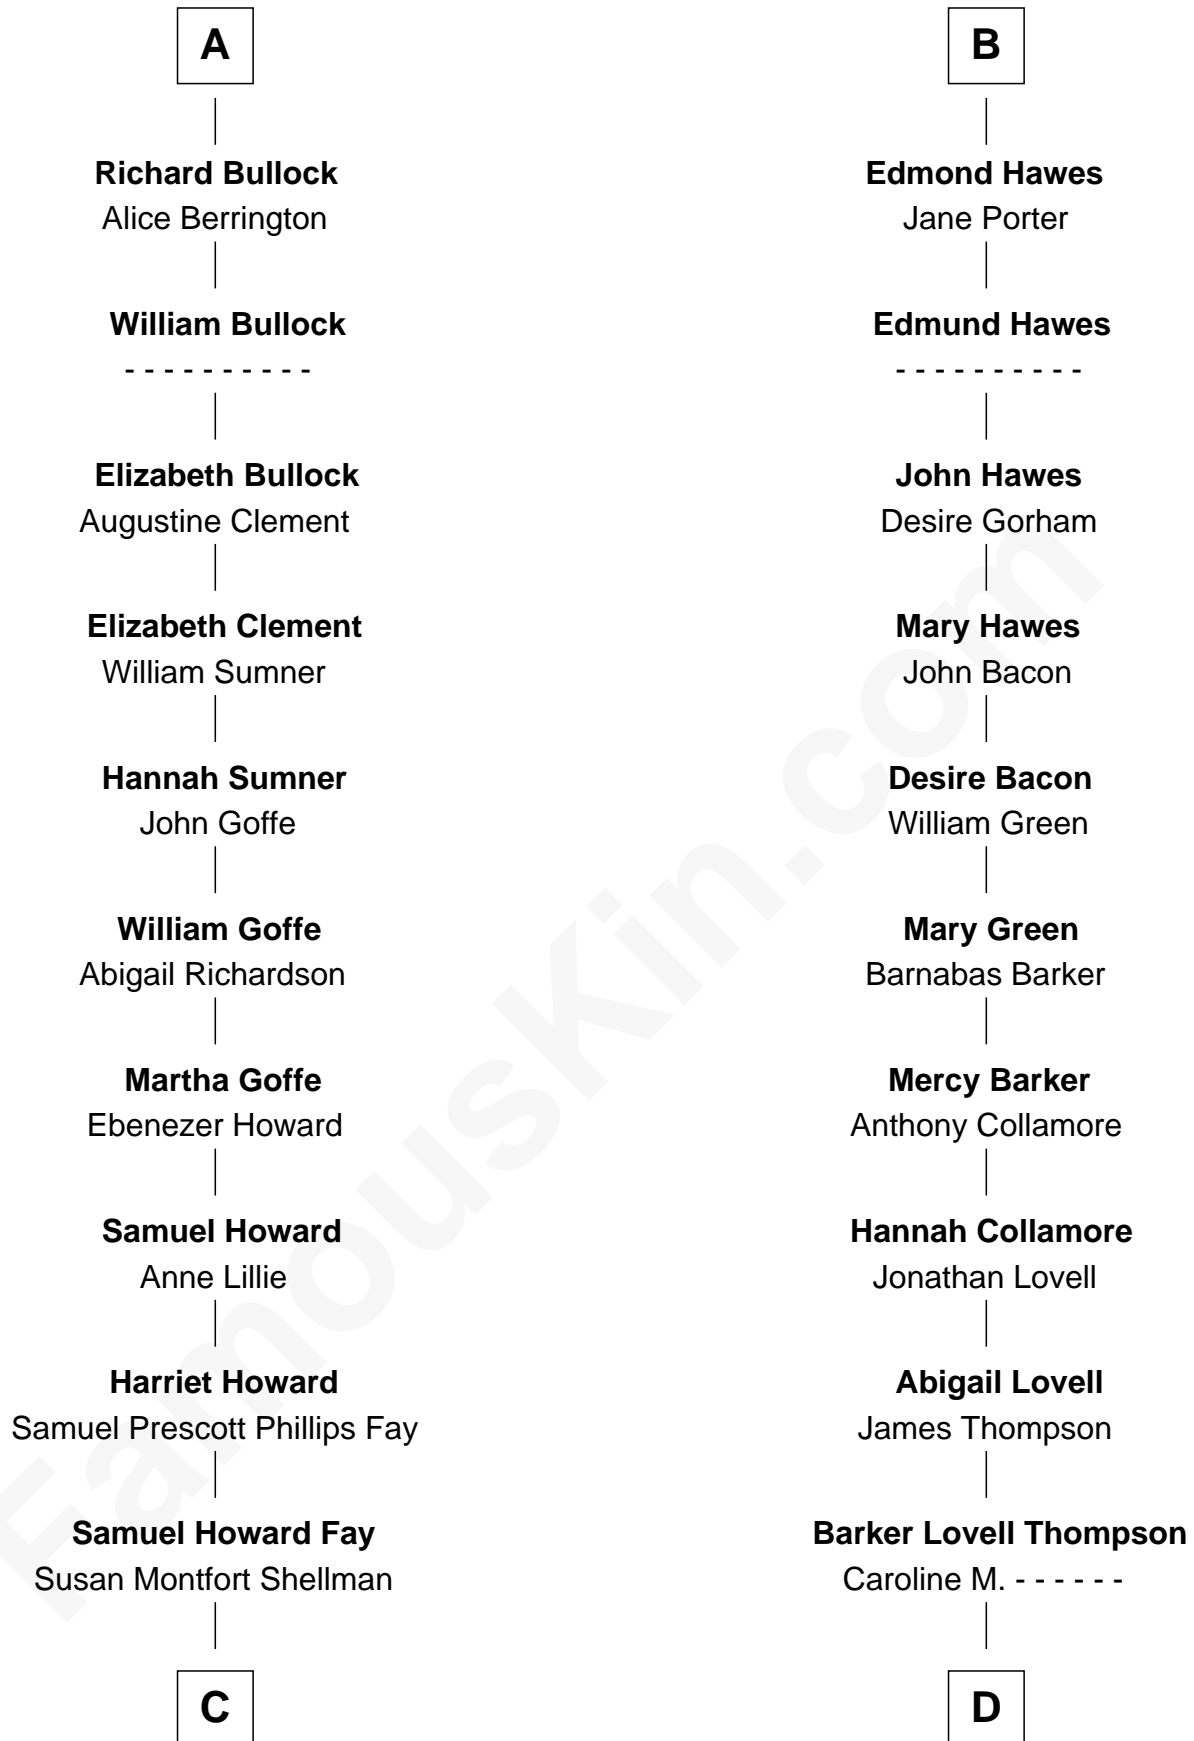 A
Richard Bullock
Alice Berrington
William Bullock
- - - - - - - - - -
Elizabeth Bullock
Augustine Clement
Elizabeth Clement
William Sumner
Hannah Sumner
John Goffe
William Goffe
Abigail Richardson
Martha Goffe
Ebenezer Howard
Samuel Howard
Anne Lillie
Harriet Howard
Samuel Prescott Phillips Fay
Samuel Howard Fay
Susan Montfort Shellman
C
B
Edmond Hawes
Jane Porter
Edmund Hawes
- - - - - - - - - -
John Hawes
Desire Gorham
Mary Hawes
John Bacon
Desire Bacon
William Green
Mary Green
Barnabas Barker
Mercy Barker
Anthony Collamore
Hannah Collamore
Jonathan Lovell
Abigail Lovell
James Thompson
Barker Lovell Thompson
Caroline M. - - - - - -
D
FamousKin.com